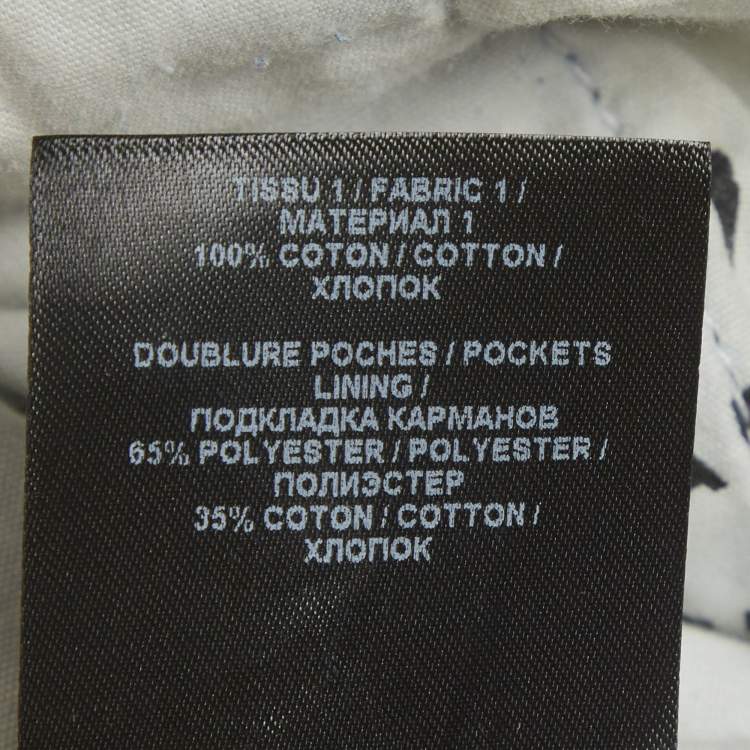 TISSU 1 / FABRIC 1 /
МАТЕРИАЛ 1
100% COTON / COTTON /
ХЛОПОК
DOUBLURE POCHES / POCKETS
LINING /
ПОДКЛАДКА КАРМАНОВ
65% POLYESTER / POLYESTER /
ПОЛИЭСТЕР
35% COTON / COTTON /
ХЛОПОК